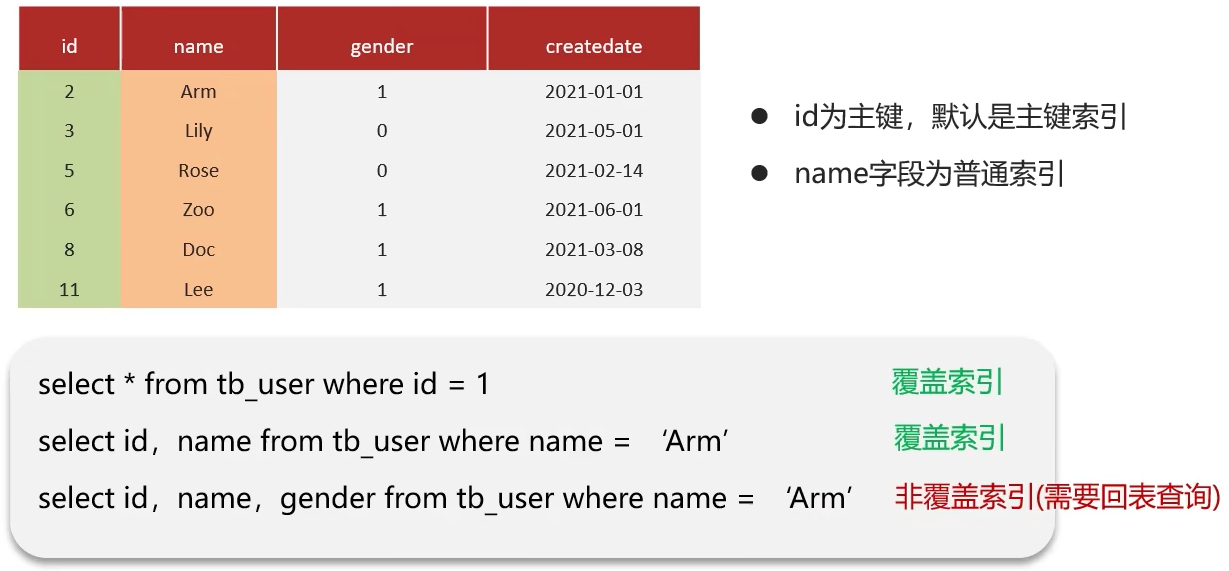 id name gender createdate
2 Arm 1 2021-01-01
3 Lily 0 2021-05-01
5 Rose 0 2021-02-14
6 Zoo 1 2021-06-01
8 Doc 1 2021-03-08
11 Lee 1 2020-12-03
● id为主键，默认是主键索引
● name字段为普通索引
select * from tb_user where id = 1 覆盖索引
select id，name from tb_user where name = ‘Arm’ 覆盖索引
select id，name，gender from tb_user where name = ‘Arm’ 非覆盖索引(需要回表查询)